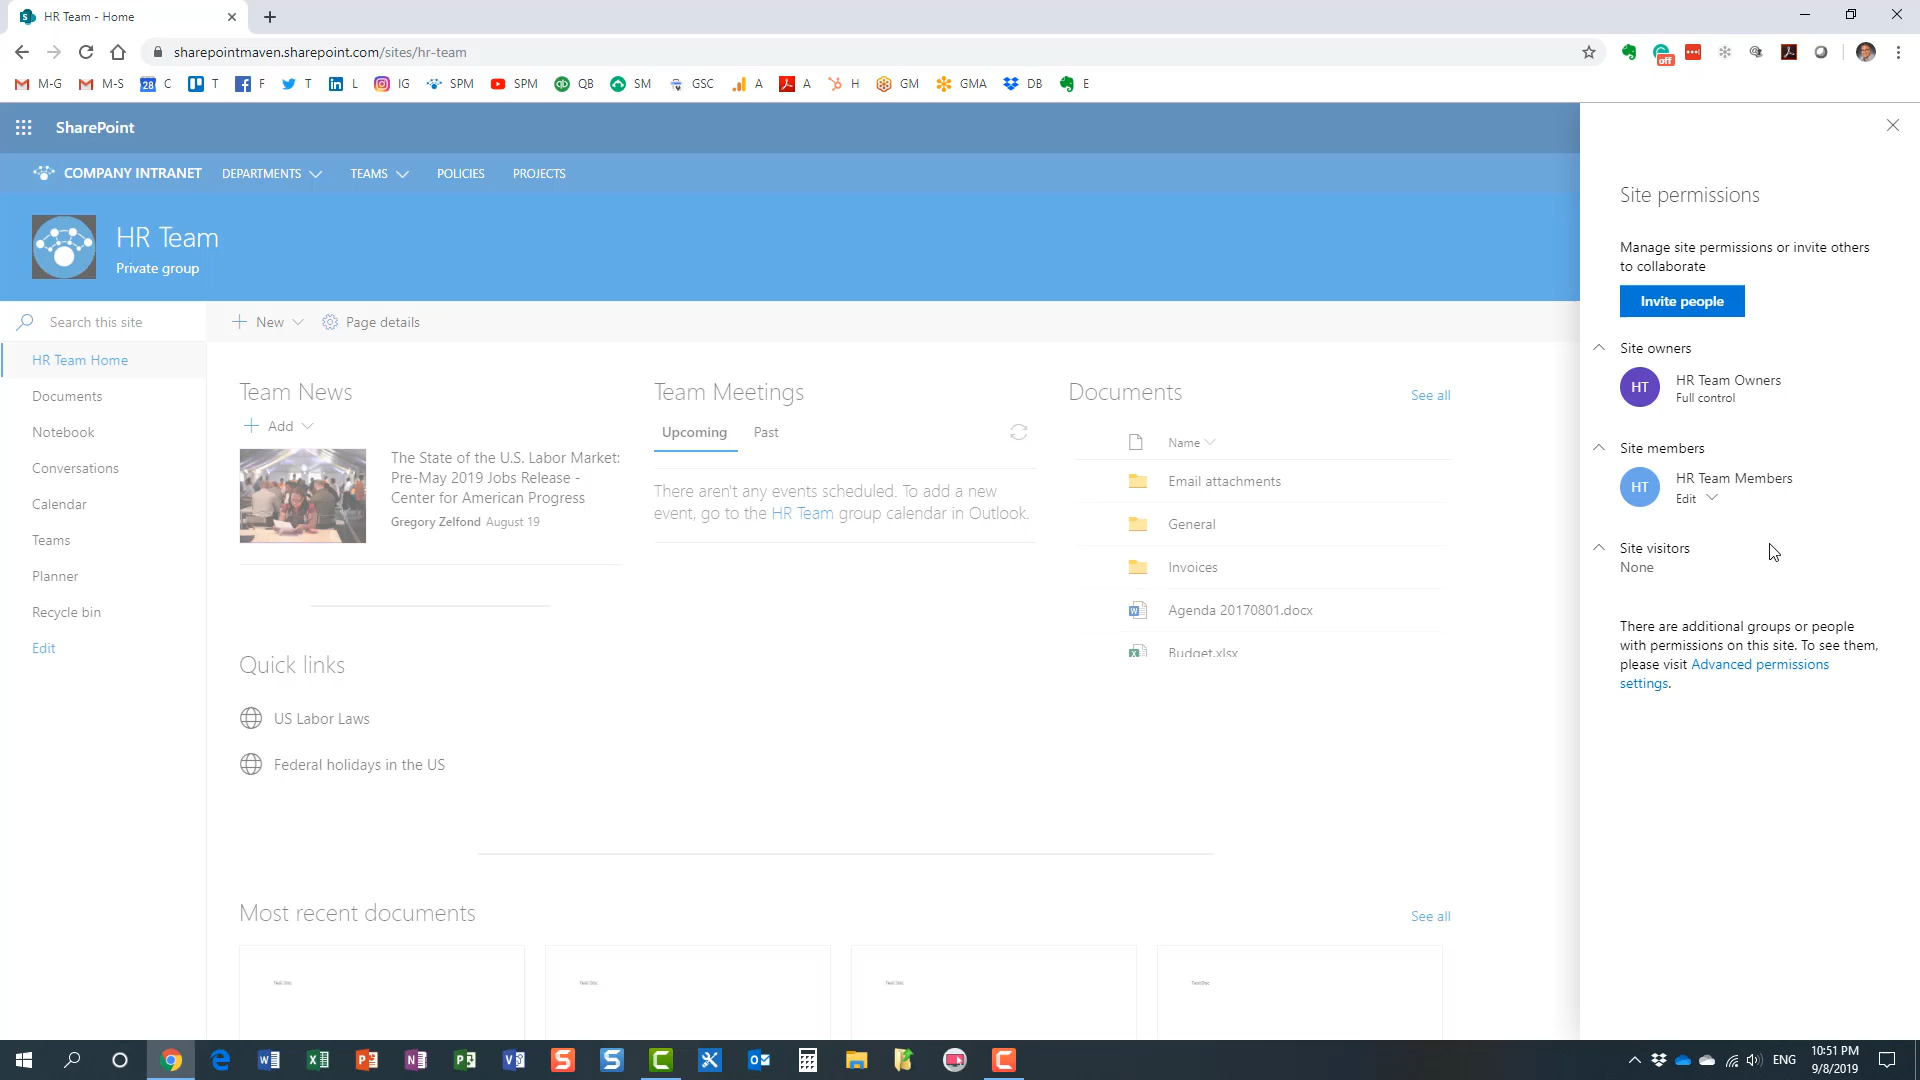 HR Team - Home
sharepointmaven.sharepoint.com/sites/hr-team
off
M-G
M-S
28
C
T
F
T
L
IG
SPM
SPM
QB
SM
GSC
A
A
H
GM
GMA
DB
E
SharePoint
COMPANY INTRANET
DEPARTMENTS
TEAMS
POLICIES
PROJECTS
HR Team
Private group
Search this site
New
Page details
HR Team Home
Documents
Notebook
Conversations
Calendar
Teams
Planner
Recycle bin
Edit
Team News
Add
The State of the U.S. Labor Market:
Pre-May 2019 Jobs Release -
Center for American Progress
Gregory Zelfond August 19
Team Meetings
Upcoming
Past
There aren't any events scheduled. To add a new
event, go to the HR Team group calendar in Outlook.
Documents
See all
Name
Email attachments
General
Invoices
Agenda 20170801.docx
Budget.xlsx
Quick links
US Labor Laws
Federal holidays in the US
Most recent documents
See all
Site permissions
Manage site permissions or invite others
to collaborate
Invite people
Site owners
HT
HR Team Owners
Full control
Site members
HT
HR Team Members
Edit
Site visitors
None
There are additional groups or people
with permissions on this site. To see them,
please visit Advanced permissions
settings.
ENG
10:51 PM
9/8/2019